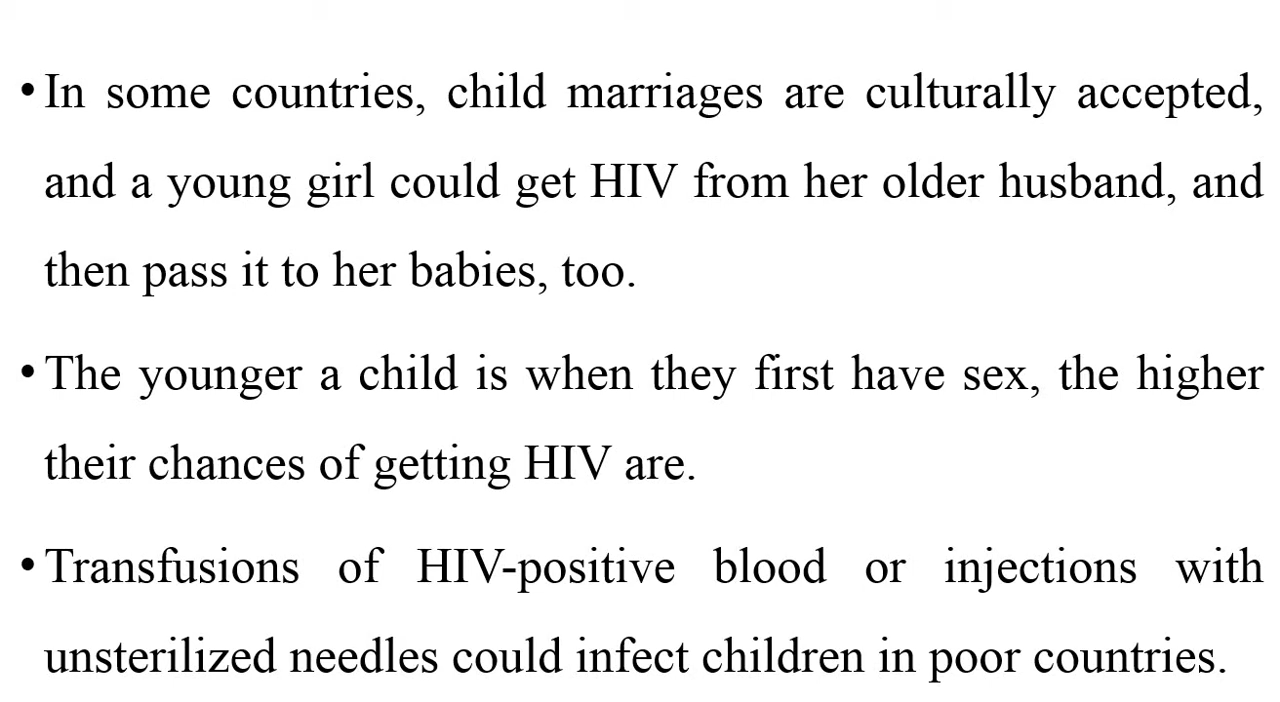 • In some countries, child marriages are culturally accepted,
and a young girl could get HIV from her older husband, and
then pass it to her babies, too.
• The younger a child is when they first have sex, the higher
their chances of getting HIV are.
• Transfusions of HIV-positive blood or injections with
unsterilized needles could infect children in poor countries.